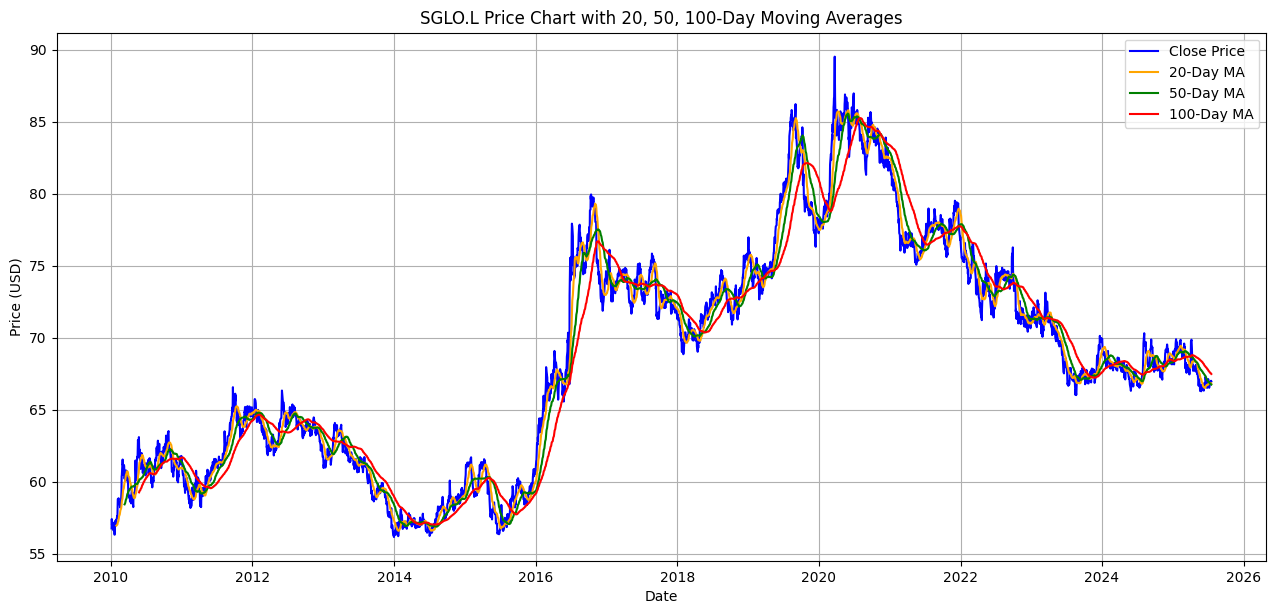 SGLO.L Price Chart with 20, 50, 100-Day Moving Averages
Price (USD)
90
85
80
75
70
65
60
55
Close Price
20-Day MA
50-Day MA
100-Day MA
2010 2012 2014 2016 2018 2020 2022 2024 2026
Date